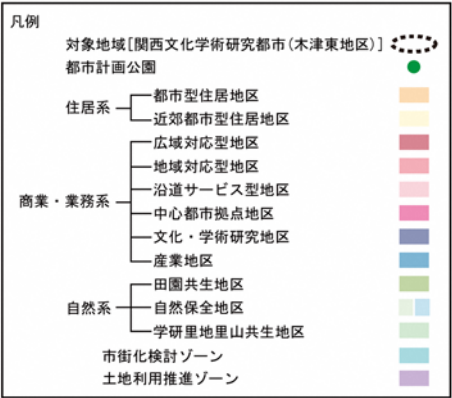 凡例
対象地域[関西文化学術研究都市(木津東地区)]
都市計画公園
住居系
都市型住居地区
近郊都市型住居地区
商業・業務系
広域対応型地区
地域対応型地区
沿道サービス型地区
中心都市拠点地区
文化・学術研究地区
産業地区
自然系
田園共生地区
自然保全地区
学研里地里山共生地区
市街化検討ゾーン
土地利用推進ゾーン